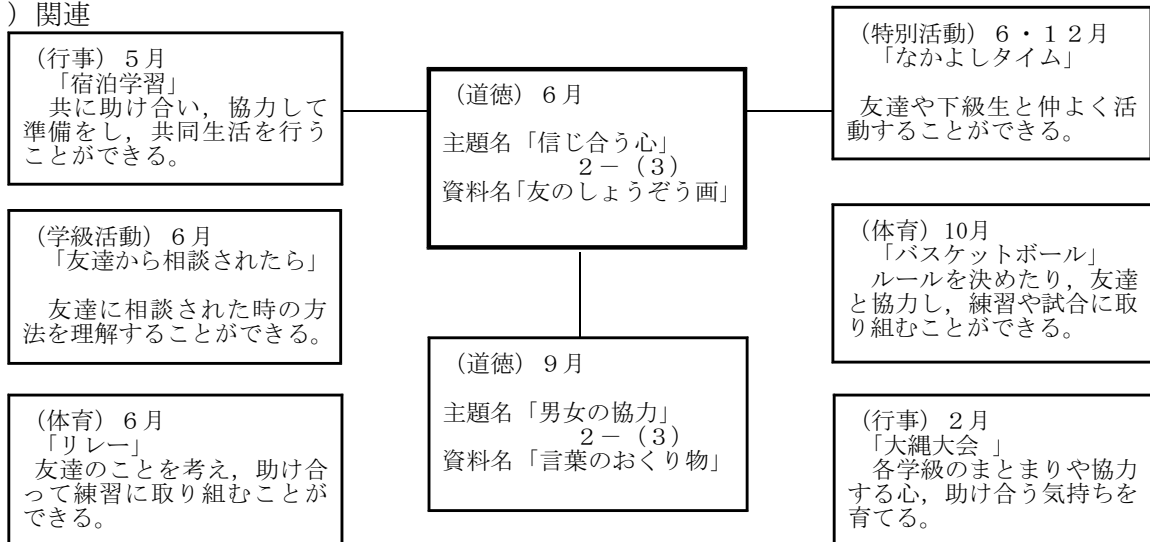 ）関連
（行事）５月
「宿泊学習」
共に助け合い，協力して
準備をし，共同生活を行う
ことができる。
（学級活動）６月
「友達から相談されたら」
友達に相談された時の方
法を理解することができる。
（体育）６月
「リレー」
友達のことを考え，助け合
って練習に取り組むことが
できる。
（道徳）６月
主題名「信じ合う心」
２－（３）
資料名「友のしょうぞう画」
（道徳）９月
主題名「男女の協力」
２－（３）
資料名「言葉のおくり物」
（特別活動）６・１２月
「なかよしタイム」
友達や下級生と仲よく活
動することができる。
（体育）10月
「バスケットボール」
ルールを決めたり，友達
と協力し，練習や試合に取
り組むことができる。
（行事）２月
「大縄大会 」
各学級のまとまりや協力
する心，助け合う気持ちを
育てる。